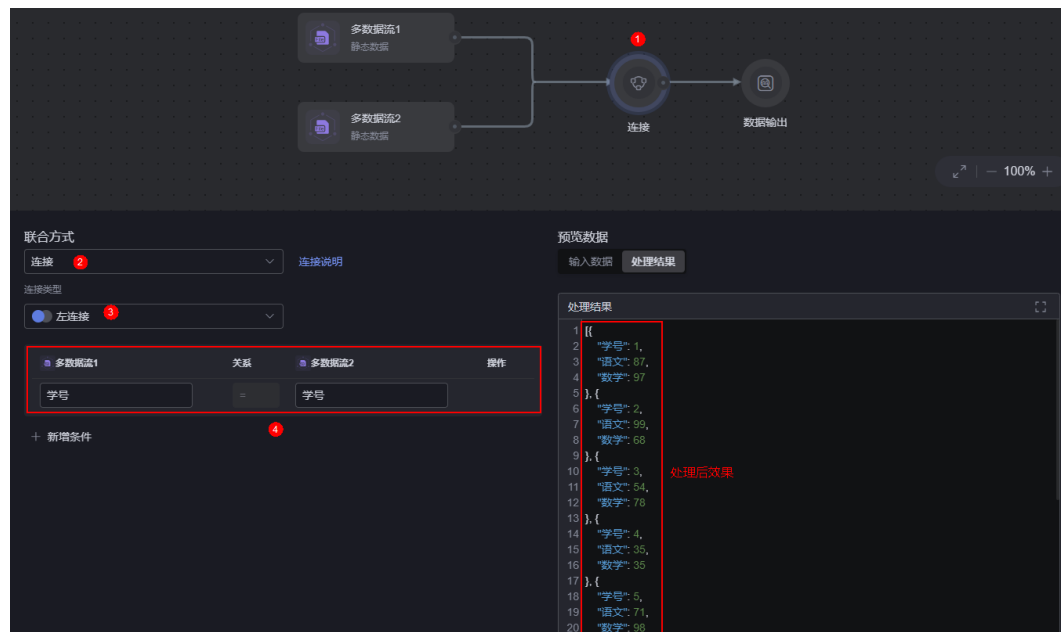 多数据流1
静态数据
1
多数据流2
静态数据
连接
数据输出
100%
联合方式
连接
2
连接说明
连接类型
左连接
3
多数据流1 关系 多数据流2 操作
学号 = 学号
新增条件
4
预览数据
输入数据 处理结果
处理结果
1 [{
2 "学号": 1,
3 "语文": 87,
4 "数学": 97
5 }, {
6 "学号": 2,
7 "语文": 99,
8 "数学": 68
9 }, {
10 "学号": 3,
处理后效果
11 "语文": 54,
12 "数学": 78
13 }, {
14 "学号": 4,
15 "语文": 35,
16 "数学": 35
17 }, {
18 "学号": 5,
19 "语文": 71,
20 "数学": 98